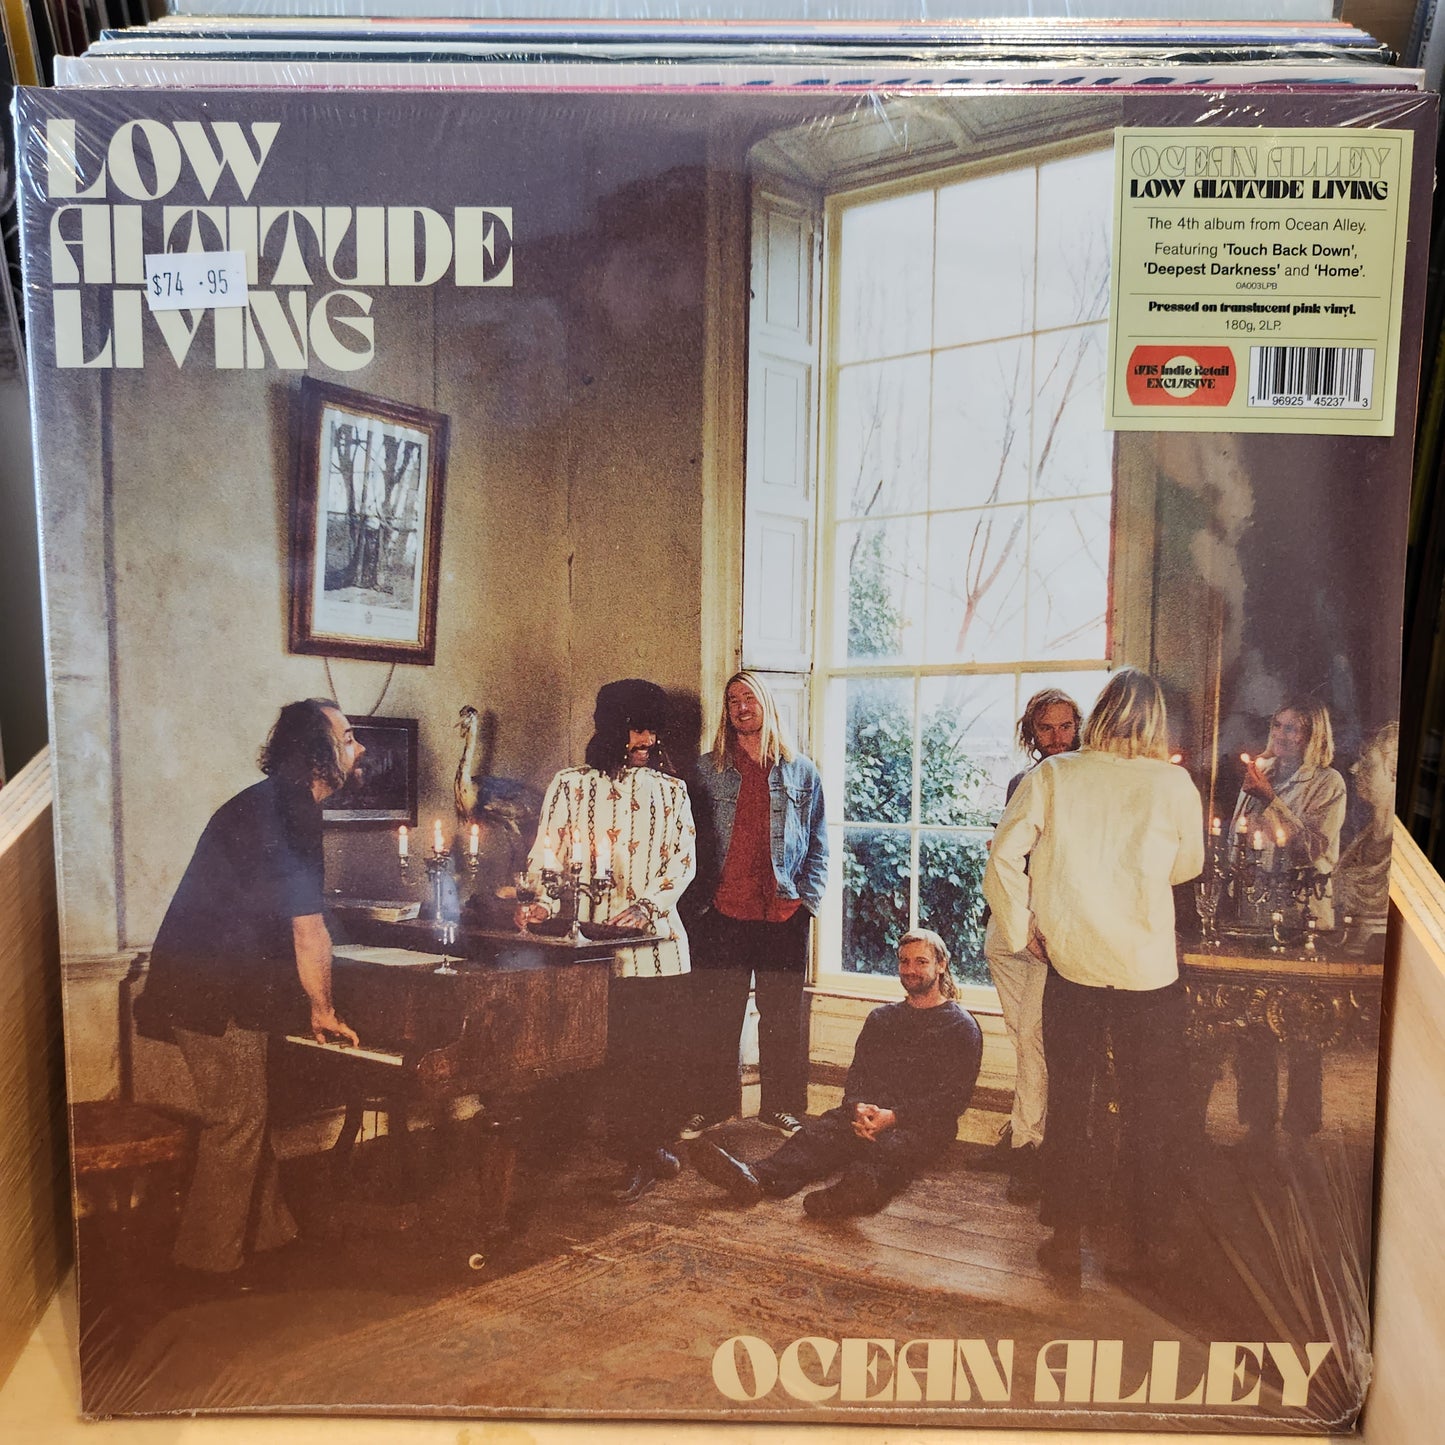 LOW
ALTITUDE
LIVING
$74 .95
OCEAN ALLEY
LOW ALTITUDE LIVING
The 4th album from Ocean Alley.
Featuring 'Touch Back Down',
'Deepest Darkness' and 'Home'.
OA003LPB
Pressed on translucent pink vinyl.
180g, 2LP.
Indie Retail
EXCLUSIVE
1 96925 45237 3
OCEAN ALLEY